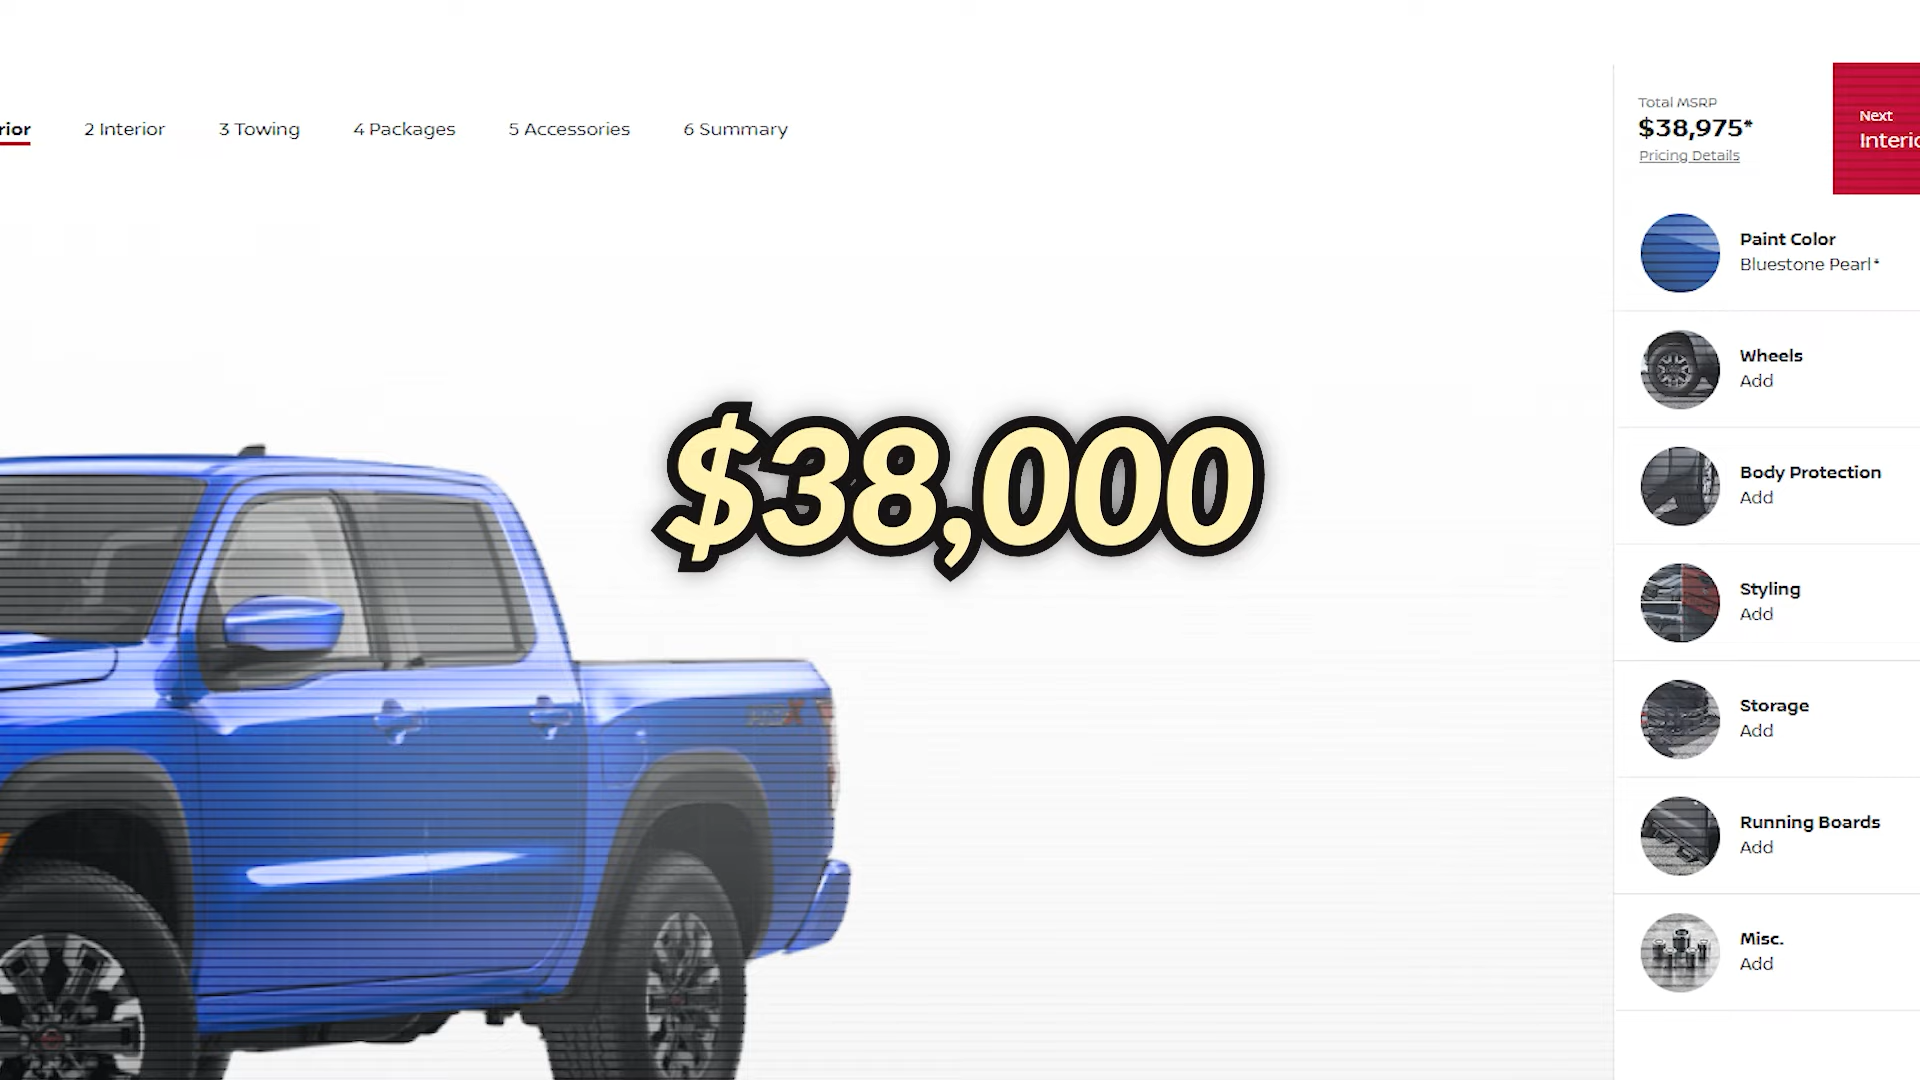 rior
2 Interior
3 Towing
4 Packages
5 Accessories
6 Summary
Total MSRP
$38,975*
Pricing Details
Next
Interio
Paint Color
Bluestone Pearl*
Wheels
Add
Body Protection
Add
$38,000
Styling
Add
Storage
Add
Running Boards
Add
Misc.
Add